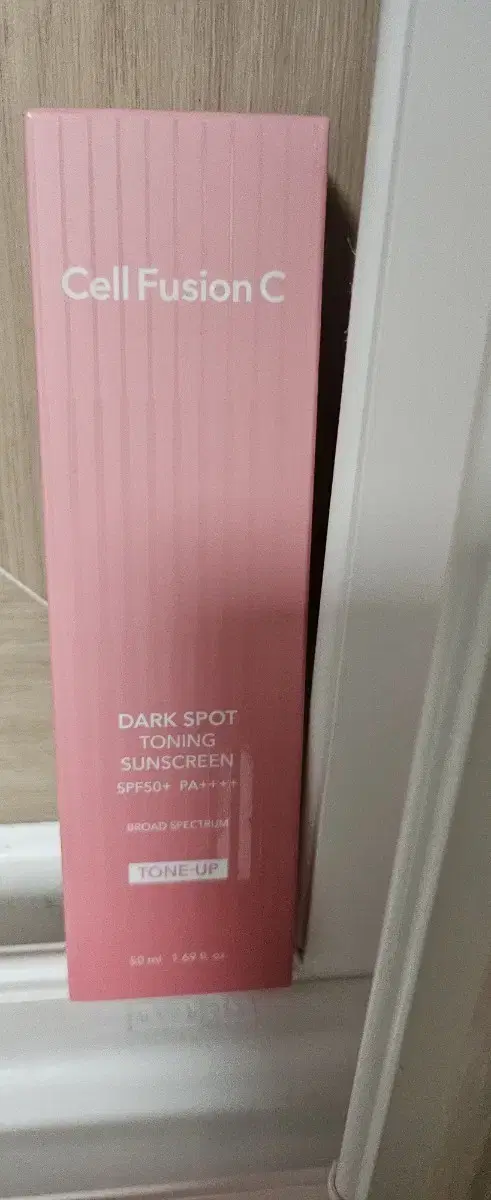 Cell Fusion C
DARK SPOT
TONING
SUNSCREEN
SPF50+ PA++++
BROAD SPECTRUM
TONE-UP
50 ml 1.69 fl. oz